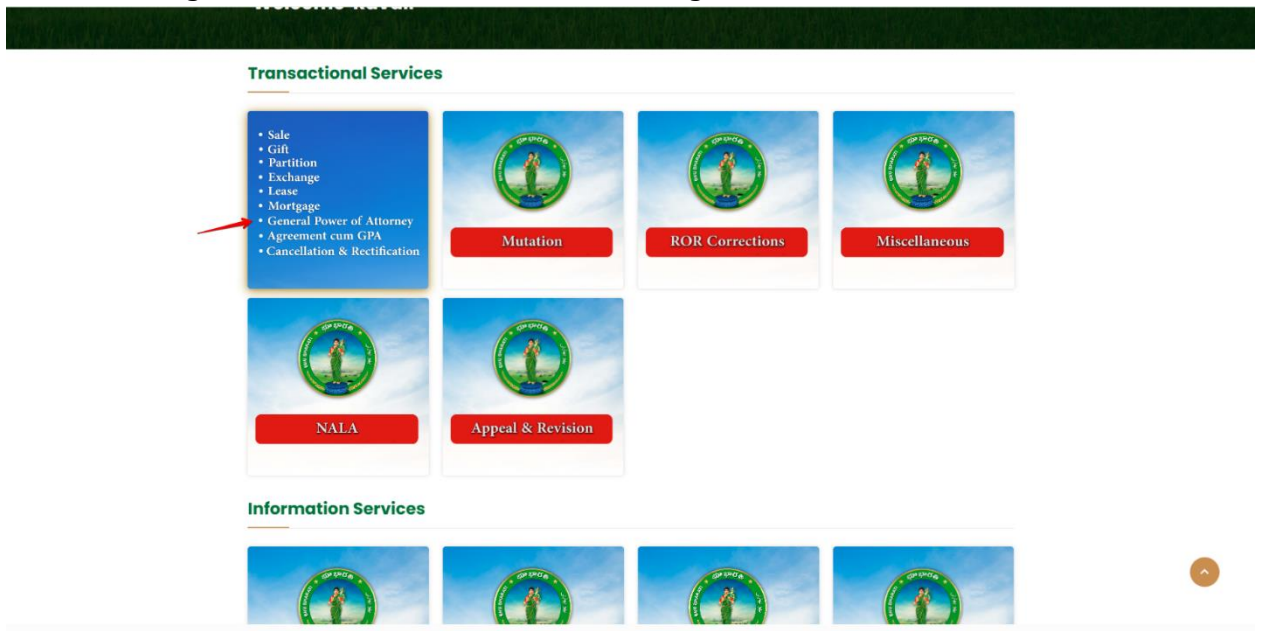 Transactional Services
• Sale
• Gift
• Partition
• Exchange
• Lease
• Mortgage
• General Power of Attorney
• Agreement cum GPA
• Cancellation & Rectification
Mutation
ROR Corrections
Miscellaneous
NALA
Appeal & Revision
Information Services